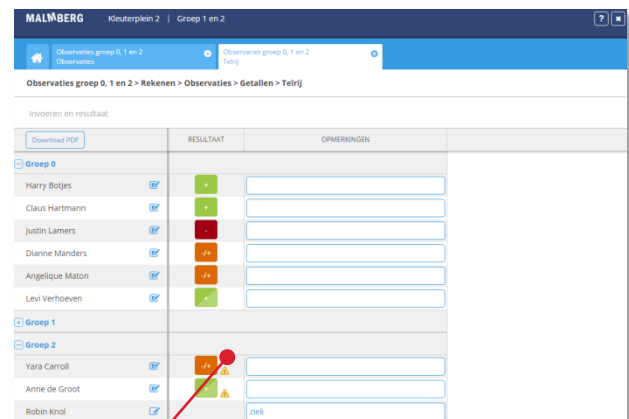 MALMBERG Kleuterplein 2 | Groep 1 en 2 ? x
Observaties groep 0, 1 en 2
Observaties
Observaties groep 0, 1 en 2
Telrij
Observaties groep 0, 1 en 2 > Rekenen > Observaties > Getallen > Telrij
Invoeren en resultaat
Download PDF RESULTAAT OPMERKINGEN
Groep 0
Harry Botjes +
Claus Hartmann +
Justin Lamers -
Dianne Manders -/+
Angelique Maton -/+
Levi Verhoeven +
Groep 1
Groep 2
Yara Carroll -/+
Anne de Groot +
Robin Knol ziek